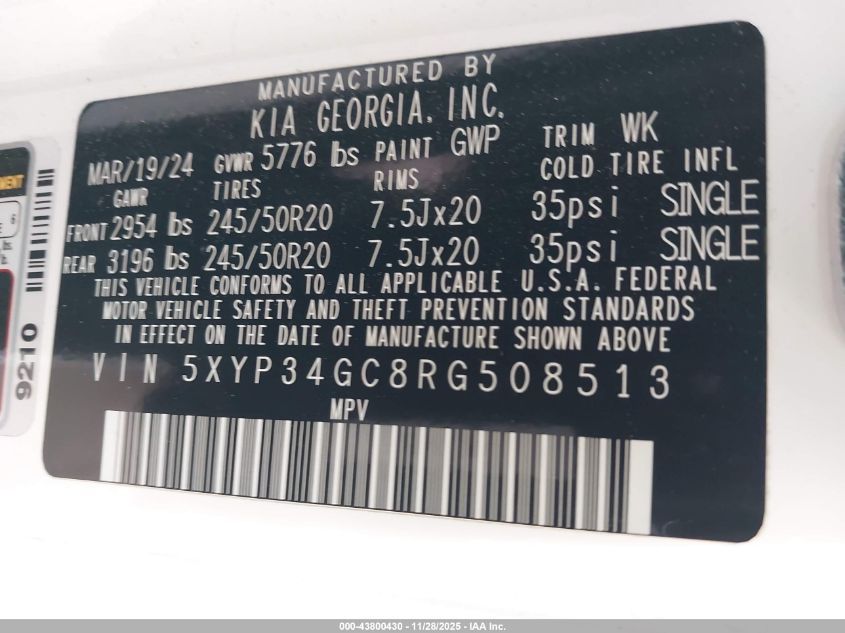 MANUFACTURED BY
KIA GEORGIA, INC.
MAR/19/24 GVWR 5776 lbs PAINT GWP TRIM WK
GAWR TIRES RIMS COLD TIRE INFL
FRONT 2954 lbs 245/50R20 7.5Jx20 35psi SINGLE
REAR 3196 lbs 245/50R20 7.5Jx20 35psi SINGLE
THIS VEHICLE CONFORMS TO ALL APPLICABLE U.S.A. FEDERAL
MOTOR VEHICLE SAFETY AND THEFT PREVENTION STANDARDS
IN EFFECT ON THE DATE OF MANUFACTURE SHOWN ABOVE
VIN 5XYP34GC8RG508513
MPV
9210
000-43800430 - 11/28/2025 - IAA Inc.